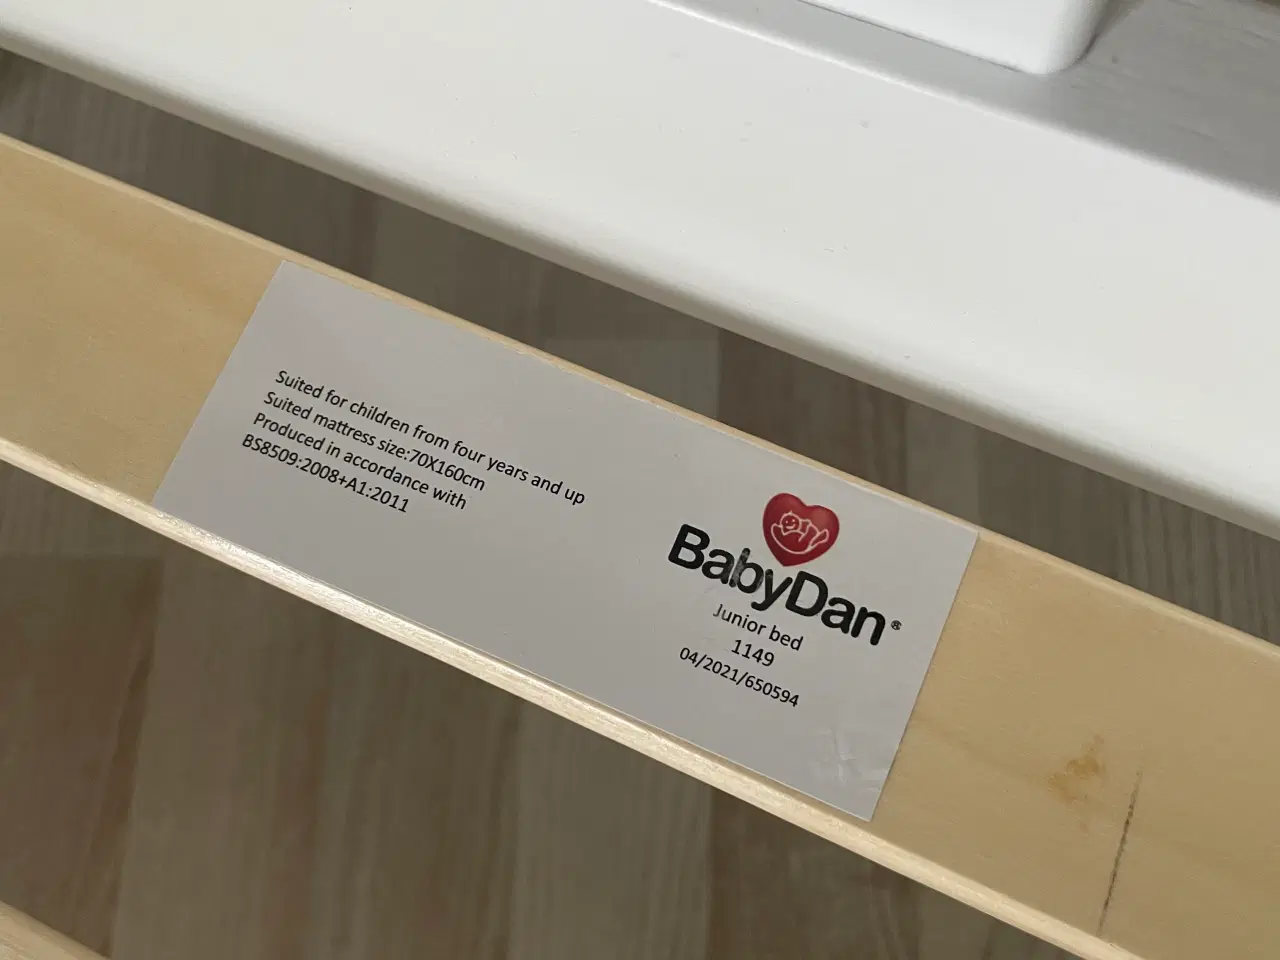 Suited for children from four years and up
Suited mattress size:70X160cm
Produced in accordance with
BS8509:2008+A1:2011
BabyDan®
Junior bed
1149
04/2021/650594